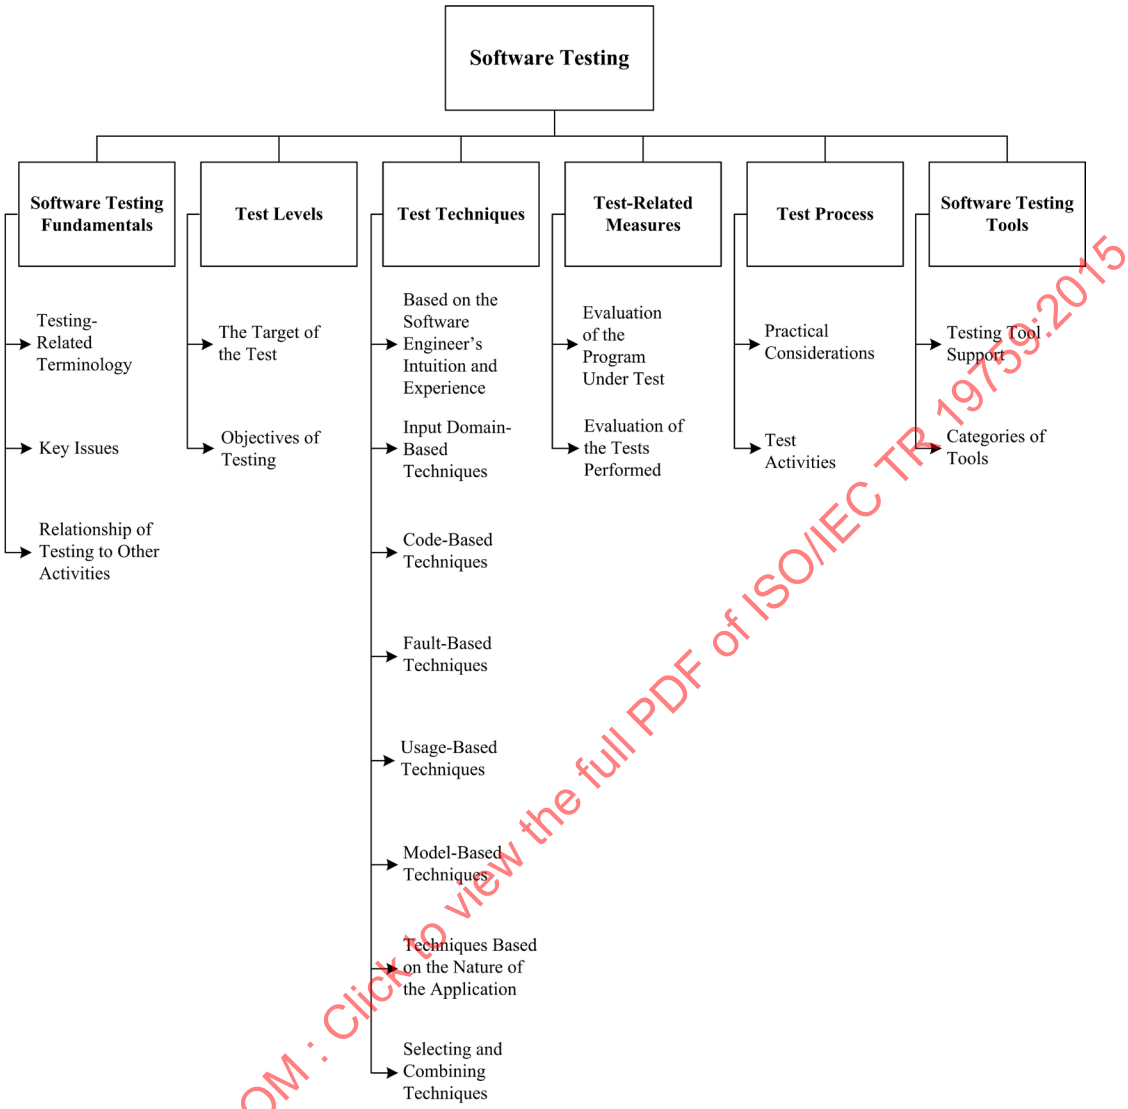 Software Testing
Software Testing
Fundamentals
Test Levels
Test Techniques
Test-Related
Measures
Test Process
Software Testing
Tools
Testing-
Related
Terminology
Key Issues
Relationship of
Testing to Other
Activities
The Target of
the Test
Objectives of
Testing
Based on the
Software
Engineer’s
Intuition and
Experience
Input Domain-
Based
Techniques
Code-Based
Techniques
Fault-Based
Techniques
Usage-Based
Techniques
Model-Based
Techniques
Techniques Based
on the Nature of
the Application
Selecting and
Combining
Techniques
Evaluation
of the
Program
Under Test
Evaluation of
the Tests
Performed
Practical
Considerations
Test
Activities
Testing Tool
Support
Categories of
Tools
OM : Click to view the full PDF of ISO/IEC TR 19759:2015